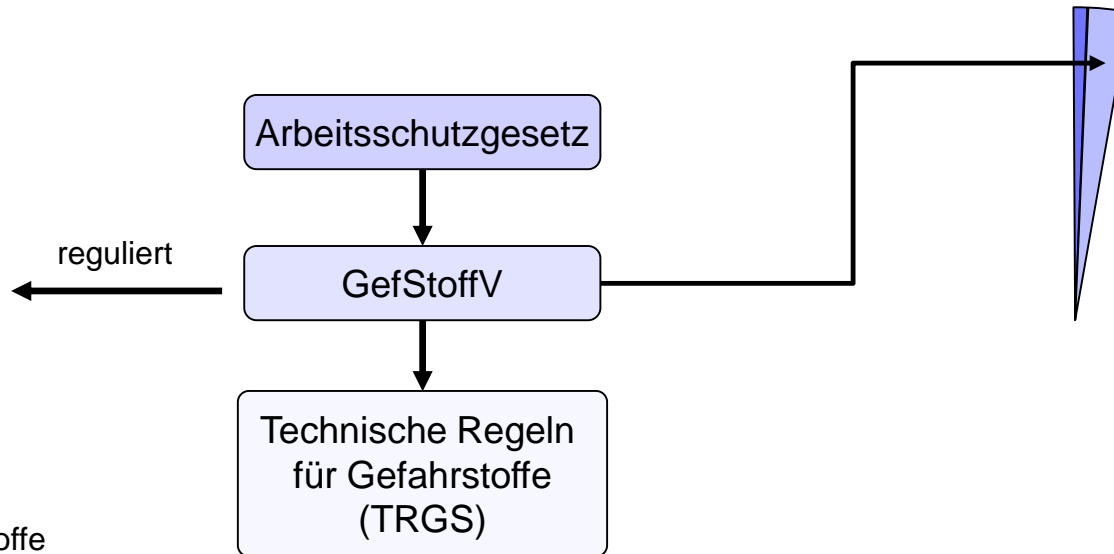 Arbeitsschutzgesetz
reguliert
GefStoffV
Technische Regeln
für Gefahrstoffe
(TRGS)
offe